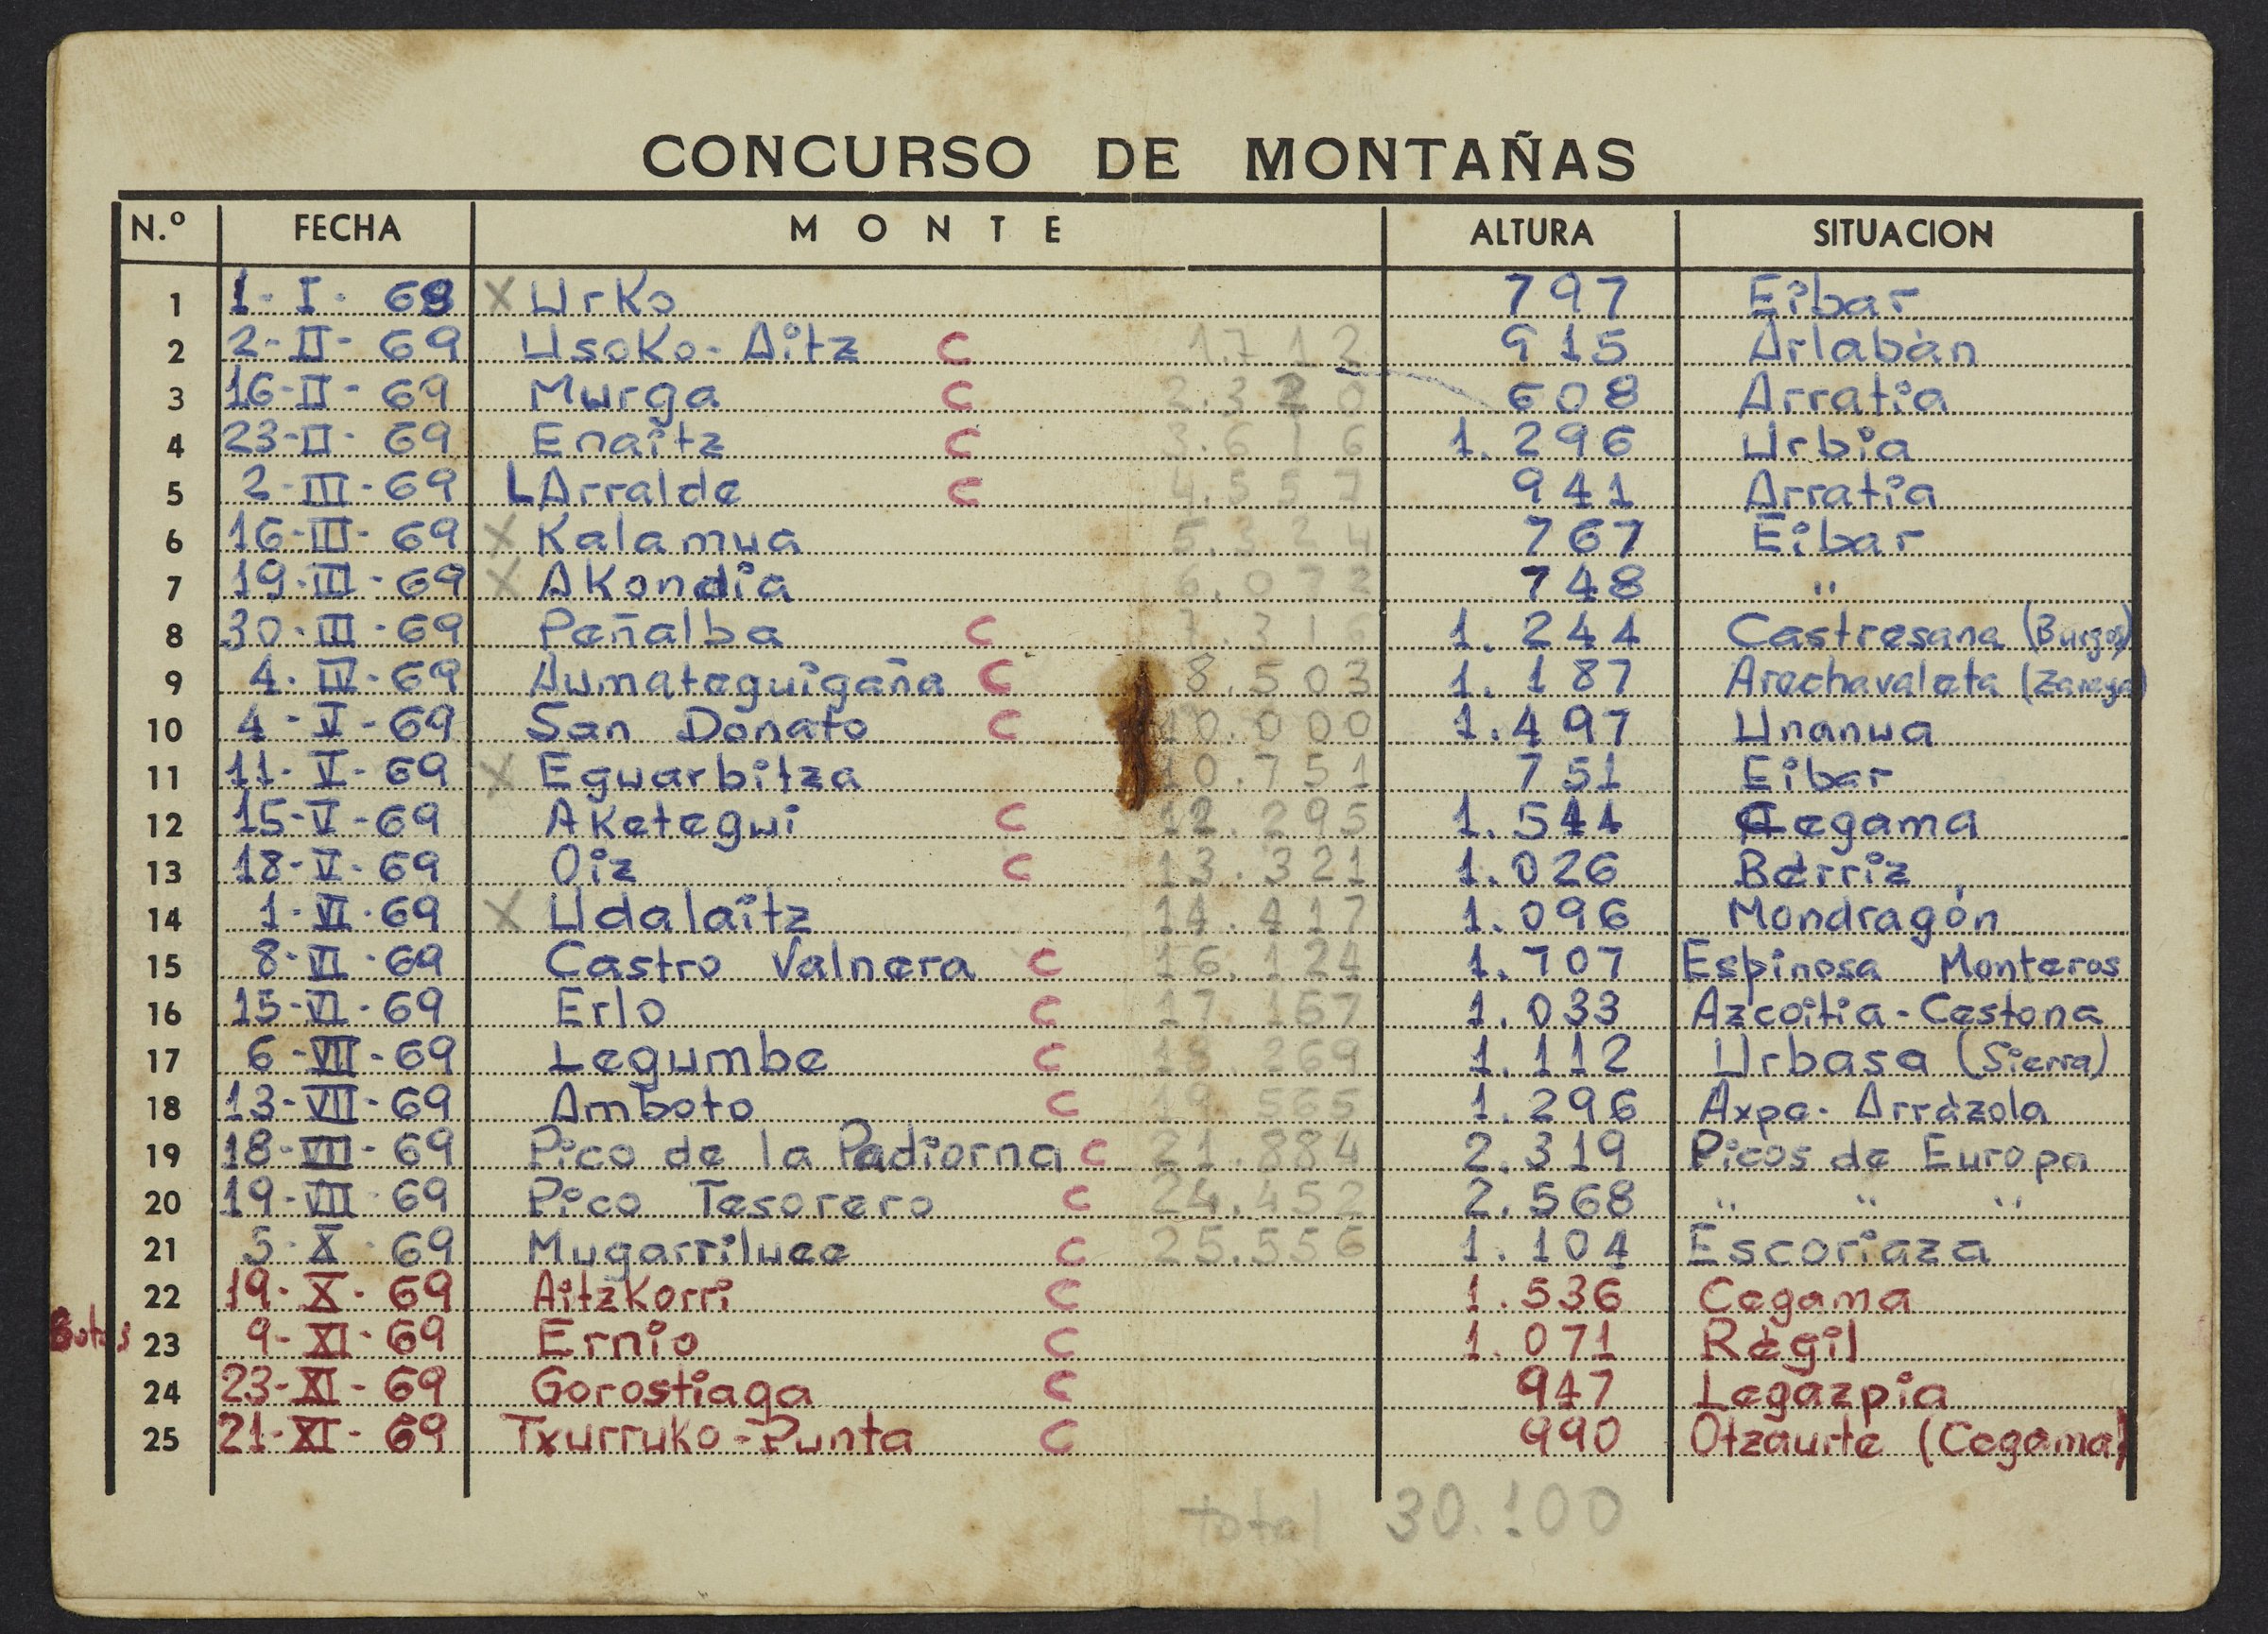 CONCURSO DE MONTAÑAS
N.º FECHA MONTE ALTURA SITUACION
1 1-I-69 X Urko 797 Eibar
2 2-II-69 Usoko-Aitz C 1.712 915 Arlabán
3 16-II-69 Murga C 2.320 608 Arratia
4 23-II-69 Enaitz C 3.616 1.296 Urbia
5 2-III-69 LArralde C 4.557 941 Arratia
6 16-III-69 X Kalamua 5.324 767 Eibar
7 19-III-69 X Akondia 6.072 748 "
8 30-III-69 Peñalba C 7.316 1.244 Castresana (Burgos)
9 4-IV-69 Aumateguigaña C 8.503 1.187 Arechavaleta (Zaraya)
10 4-V-69 San Donato C 10.000 1.497 Unanua
11 11-V-69 X Eguarbitza 10.751 751 Eibar
12 15-V-69 Aketegui C 12.295 1.544 Cegama
13 18-V-69 Oiz C 13.321 1.026 Bérriz
14 1-VI-69 X Udalaitz 14.417 1.096 Mondragón
15 8-VI-69 Castro Valnera C 16.124 1.707 Espinosa Monteros
16 15-VI-69 Erlo C 17.157 1.033 Azcoitia-Cestona
17 6-VII-69 Legumbe C 18.269 1.112 Urbasa (Sierra)
18 13-VII-69 Amboto C 19.565 1.296 Axpe-Arrázola
19 18-VIII-69 Pico de la Padiorna C 21.884 2.319 Picos de Europa
20 19-VIII-69 Pico Tesorero C 24.452 2.568 " " "
21 5-X-69 Mugarriluce C 25.556 1.104 Escoriaza
22 19-X-69 Aitzkorri C 1.536 Cegama
Botas 23 9-XI-69 Ernio C 1.071 Régil
24 23-XI-69 Gorostiaga C 947 Legazpia
25 21-XI-69 Txurruko-Punta C 990 Otzaurte (Cegama)
total 30.100